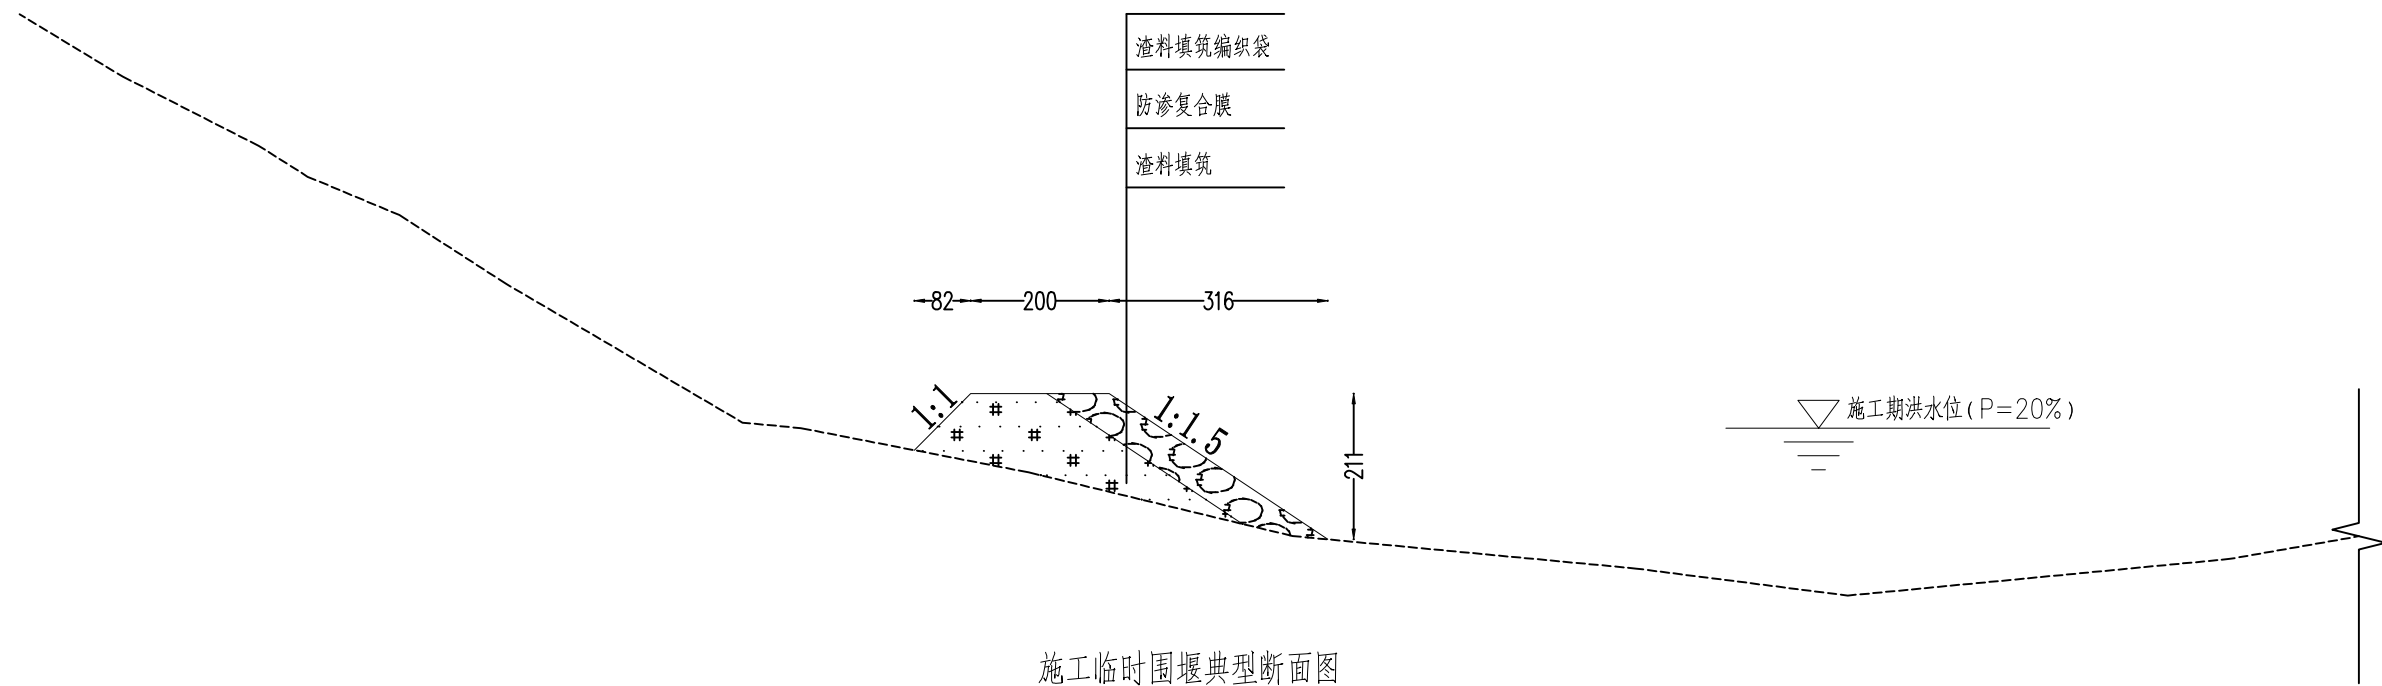 渣料填筑编织袋
防渗复合膜
渣料填筑
82 200 316
1:1
1:1.5
211
施工期洪水位(P=20%)
施工临时围堰典型断面图